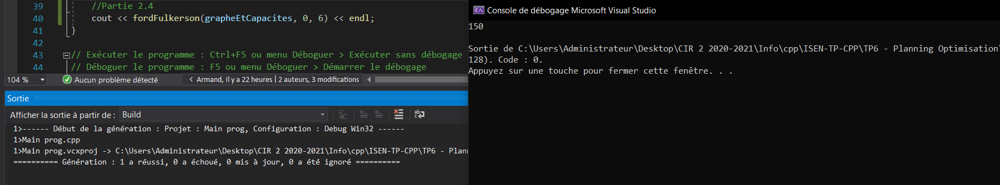 39 //Partie 2.4
40 cout << fordFulkerson(grapheEtCapacites, 0, 6) << endl;
41 }
42
43 // Exécuter le programme : Ctrl+F5 ou menu Déboguer > Exécuter sans débogage
44 // Déboguer le programme : F5 ou menu Déboguer > Démarrer le débogage
104 % Aucun problème détecté Armand, Il y a 22 heures | 2 auteurs, 3 modifications
Sortie
Afficher la sortie à partir de : Build
1>------ Début de la génération : Projet : Main prog, Configuration : Debug Win32 ------
1>Main prog.cpp
1>Main prog.vcxproj -> C:\Users\Administrateur\Desktop\CIR 2 2020-2021\Info\cpp\ISEN-TP-CPP\TP6 - Plann
========== Génération : 1 a réussi, 0 a échoué, 0 mis à jour, 0 a été ignoré ==========
Console de débogage Microsoft Visual Studio
150
Sortie de C:\Users\Administrateur\Desktop\CIR 2 2020-2021\Info\cpp\ISEN-TP-CPP\TP6 - Planning Optimisation\
128). Code : 0.
Appuyez sur une touche pour fermer cette fenêtre. . .